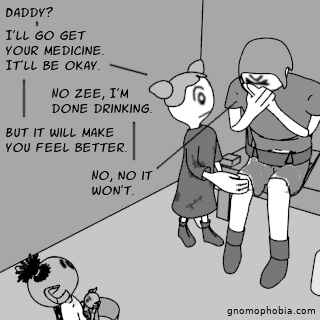 DADDY?
I'LL GO GET
YOUR MEDICINE.
IT'LL BE OKAY.
NO ZEE, I'M
DONE DRINKING.
BUT IT WILL MAKE
YOU FEEL BETTER.
NO, NO IT
WON'T.
gnomophobia.com